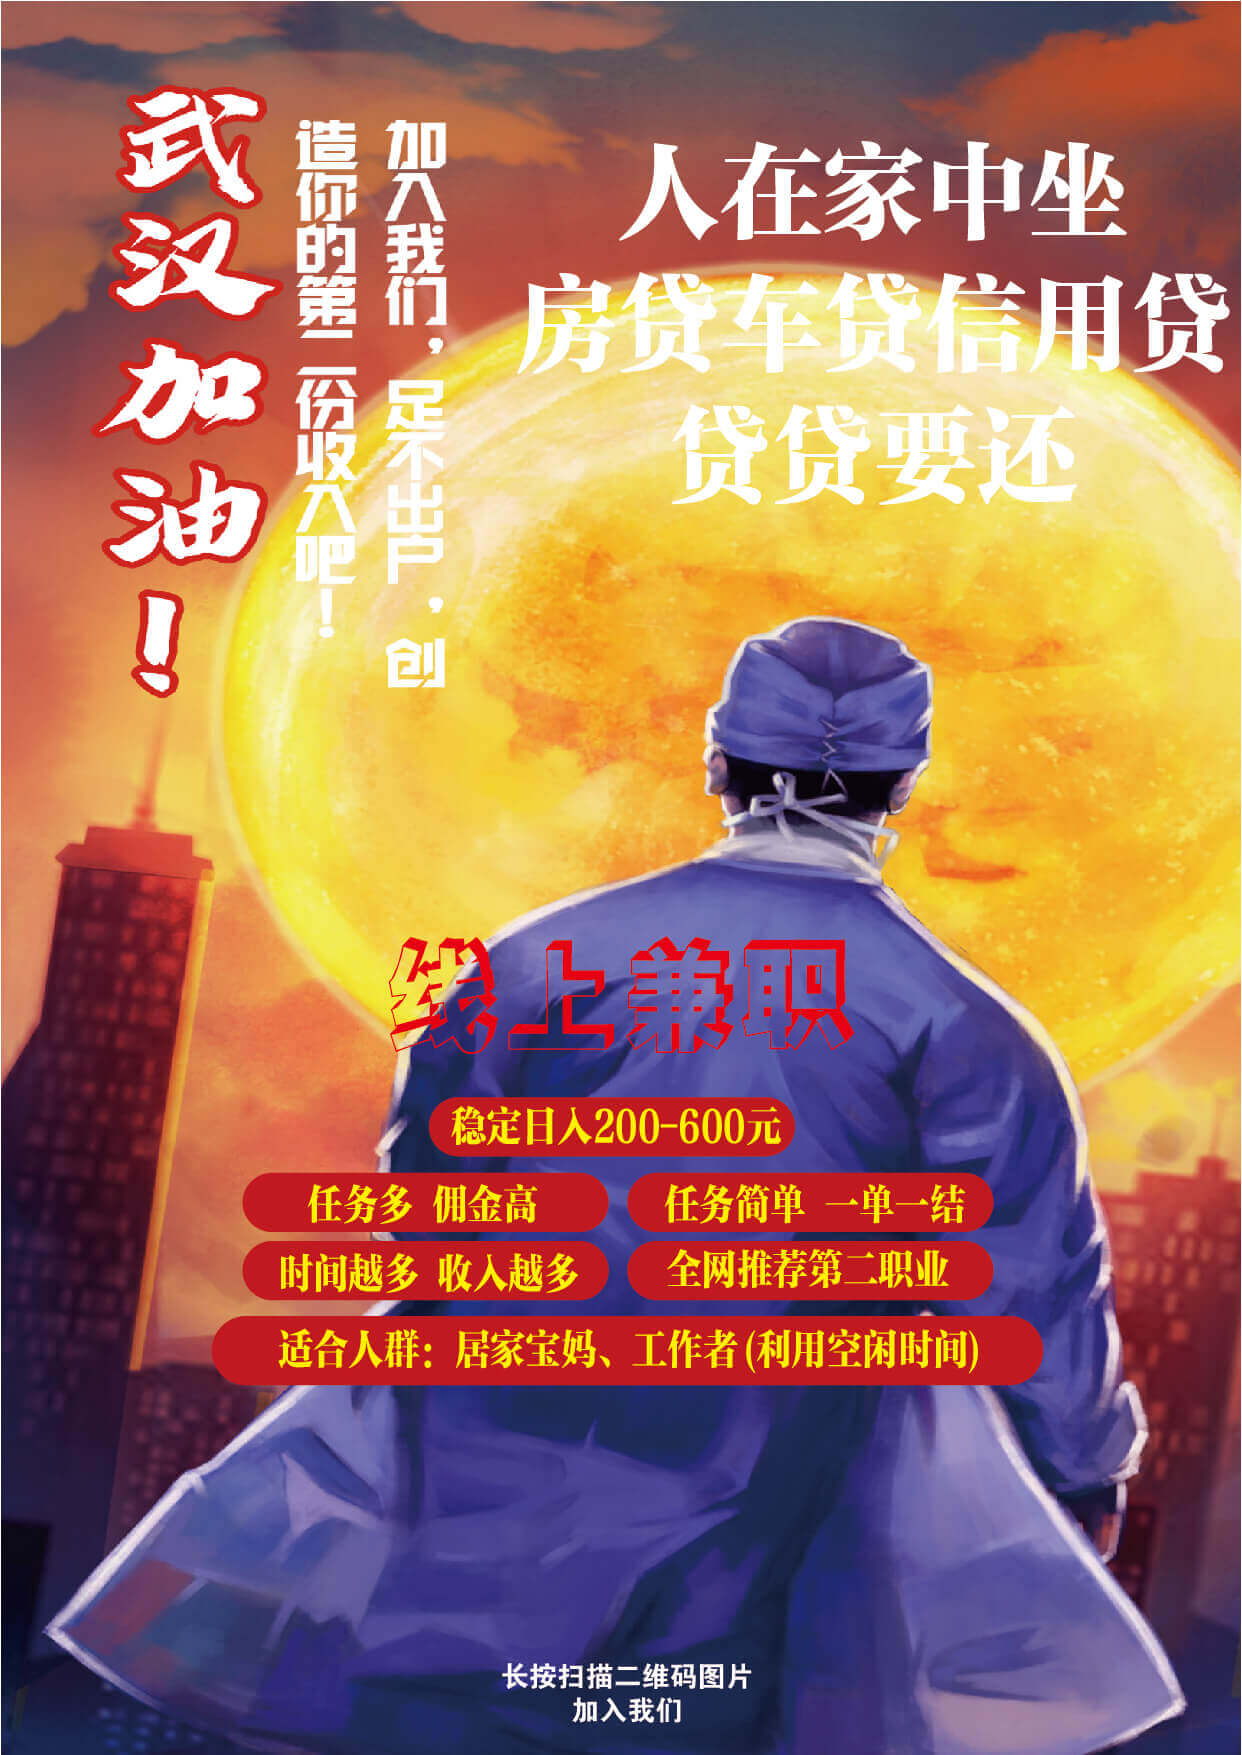 武汉加油！
加入我们，足不出户，创
造你的第二份收入吧！
人在家中坐
房贷车贷信用贷
贷贷要还
线上兼职
稳定日入200-600元
任务多 佣金高
任务简单 一单一结
时间越多 收入越多
全网推荐第二职业
适合人群：居家宝妈、工作者(利用空闲时间)
长按扫描二维码图片
加入我们